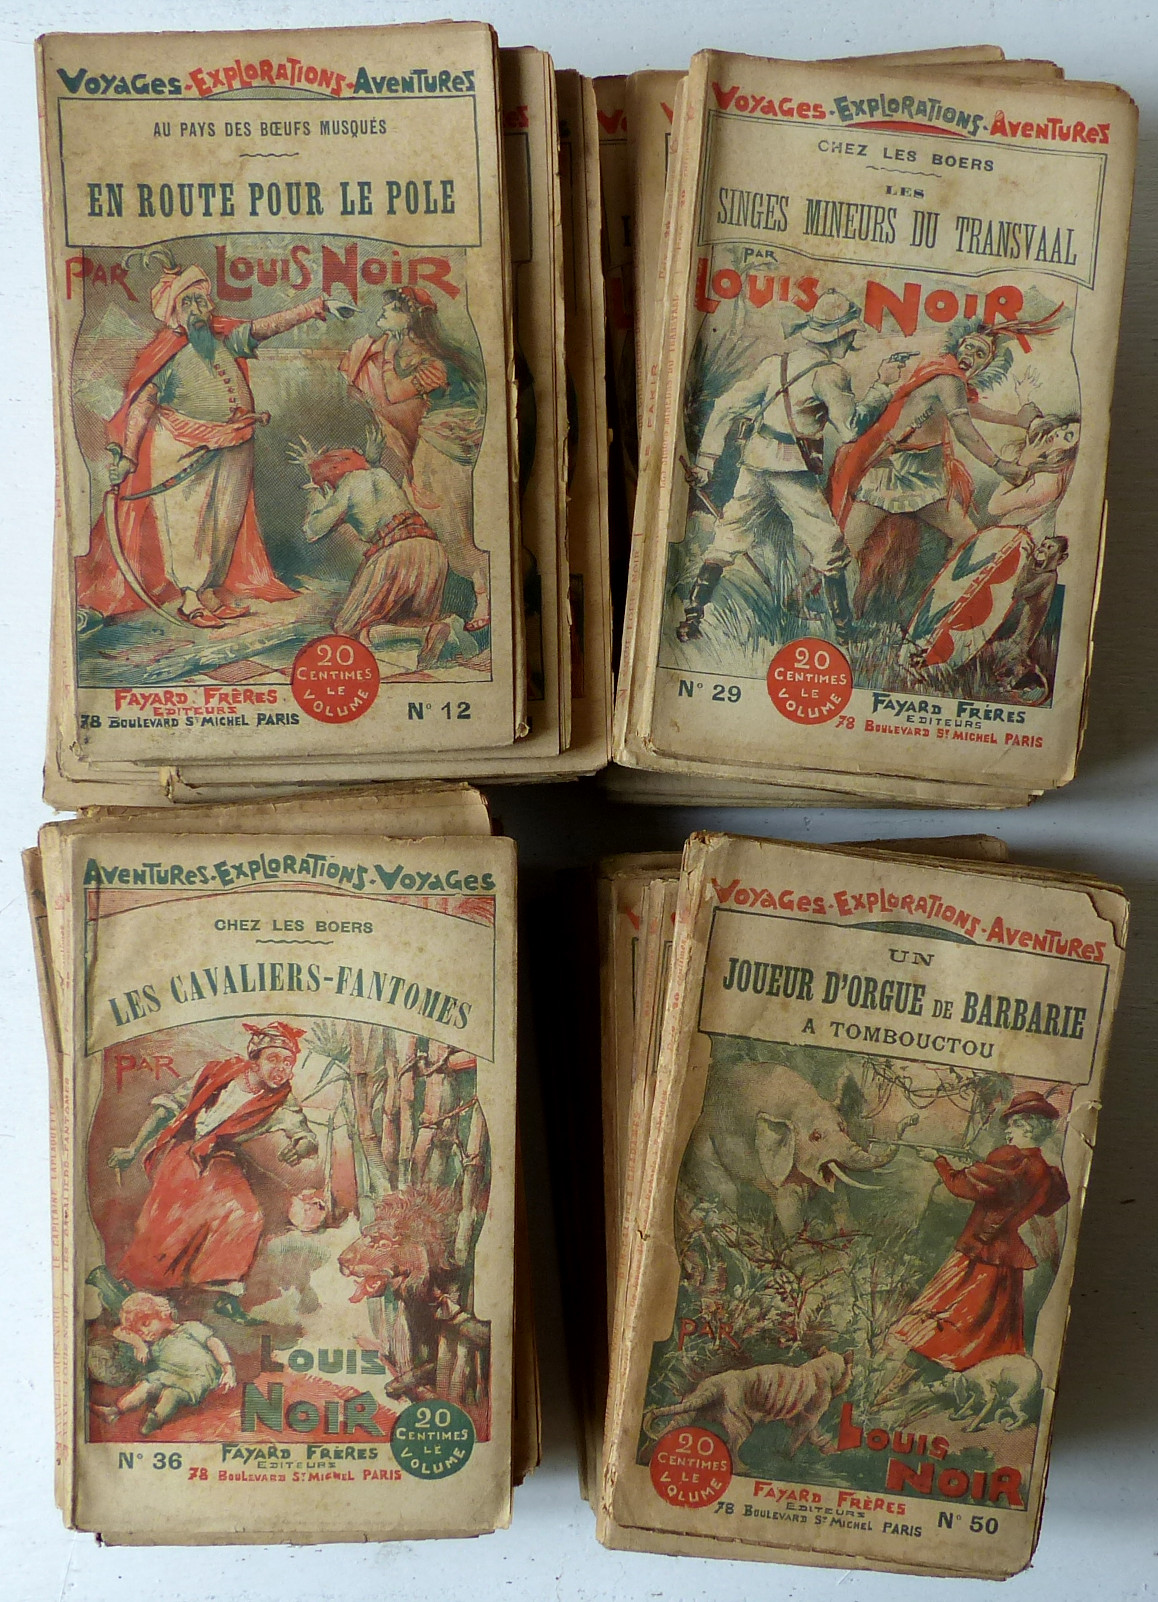 VOYAGES-EXPLORATIONS-AVENTURES
AU PAYS DES BŒUFS MUSQUÉS
EN ROUTE POUR LE POLE
PAR LOUIS NOIR
20
CENTIMES
LE
VOLUME
FAYARD FRÈRES
EDITEURS
78 BOULEVARD ST MICHEL PARIS
N° 12
VOYAGES-EXPLORATIONS-AVENTURES
CHEZ LES BOERS
LES
SINGES MINEURS DU TRANSVAAL
PAR
LOUIS NOIR
N° 29
20
CENTIMES
LE
VOLUME
FAYARD FRÈRES
EDITEURS
78 BOULEVARD ST MICHEL PARIS
AVENTURES-EXPLORATIONS-VOYAGES
CHEZ LES BOERS
LES CAVALIERS-FANTOMES
PAR
LOUIS
NOIR
N° 36
FAYARD FRÈRES
EDITEURS
78 BOULEVARD ST MICHEL PARIS
20
CENTIMES
LE
VOLUME
VOYAGES-EXPLORATIONS-AVENTURES
UN
JOUEUR D'ORGUE DE BARBARIE
A TOMBOUCTOU
PAR
LOUIS
NOIR
20
CENTIMES
LE
VOLUME
FAYARD FRÈRES
EDITEURS
78 BOULEVARD ST MICHEL PARIS
N° 50